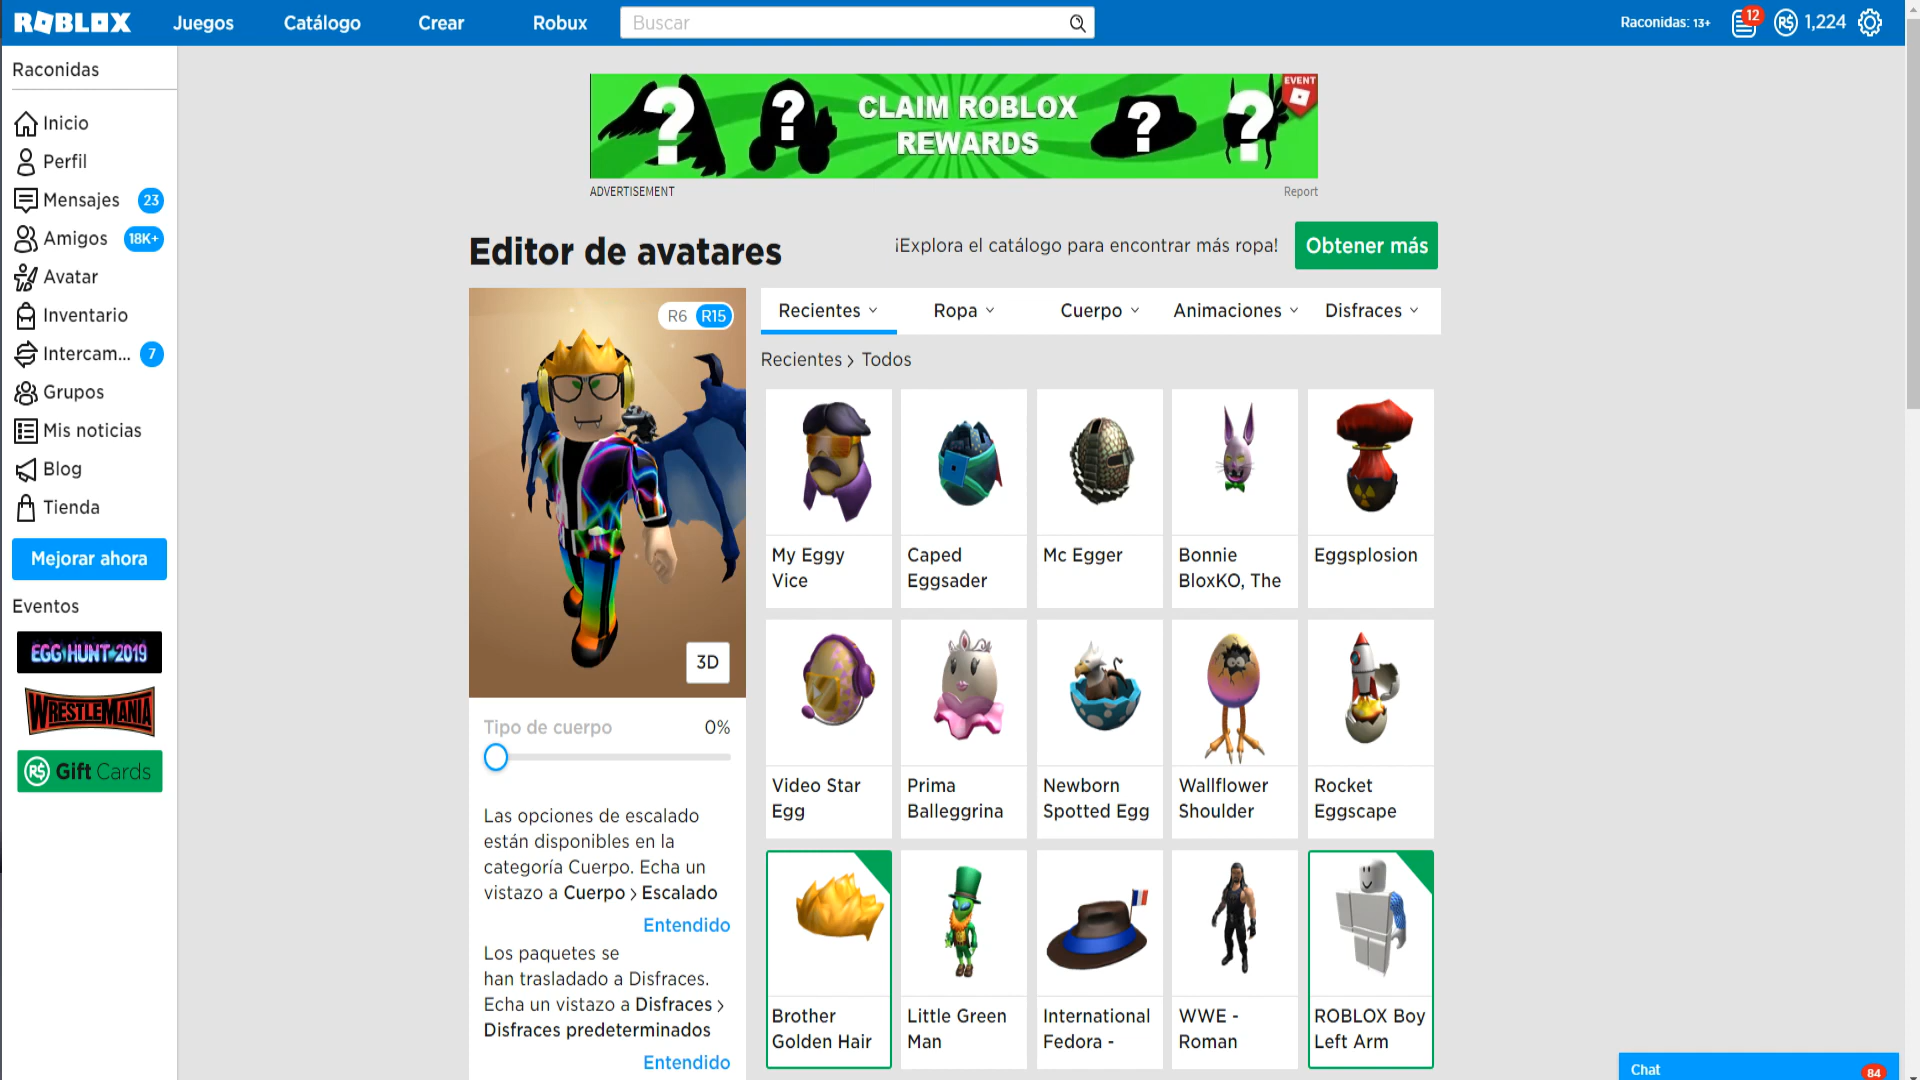 ROBLOX
Juegos
Catálogo
Crear
Robux
Buscar
Raconidas: 13+
12
1,224
Raconidas
Inicio
Perfil
Mensajes 23
Amigos 18K+
Avatar
Inventario
Intercam... 7
Grupos
Mis noticias
Blog
Tienda
Mejorar ahora
Eventos
EGG HUNT 2019
WRESTLEMANIA
R$ Gift Cards
? ? CLAIM ROBLOX REWARDS ? ?
EVENT
ADVERTISEMENT
Report
Editor de avatares
¡Explora el catálogo para encontrar más ropa!
Obtener más
R6 R15
3D
Tipo de cuerpo 0%
Las opciones de escalado
están disponibles en la
categoría Cuerpo. Echa un
vistazo a Cuerpo > Escalado
Entendido
Los paquetes se
han trasladado a Disfraces.
Echa un vistazo a Disfraces >
Disfraces predeterminados
Entendido
Recientes
Ropa
Cuerpo
Animaciones
Disfraces
Recientes > Todos
My Eggy
Vice
Caped
Eggsader
Mc Egger
Bonnie
BloxKO, The
Eggsplosion
Video Star
Egg
Prima
Balleggrina
Newborn
Spotted Egg
Wallflower
Shoulder
Rocket
Eggscape
Brother
Golden Hair
Little Green
Man
International
Fedora -
WWE -
Roman
ROBLOX Boy
Left Arm
Chat
84